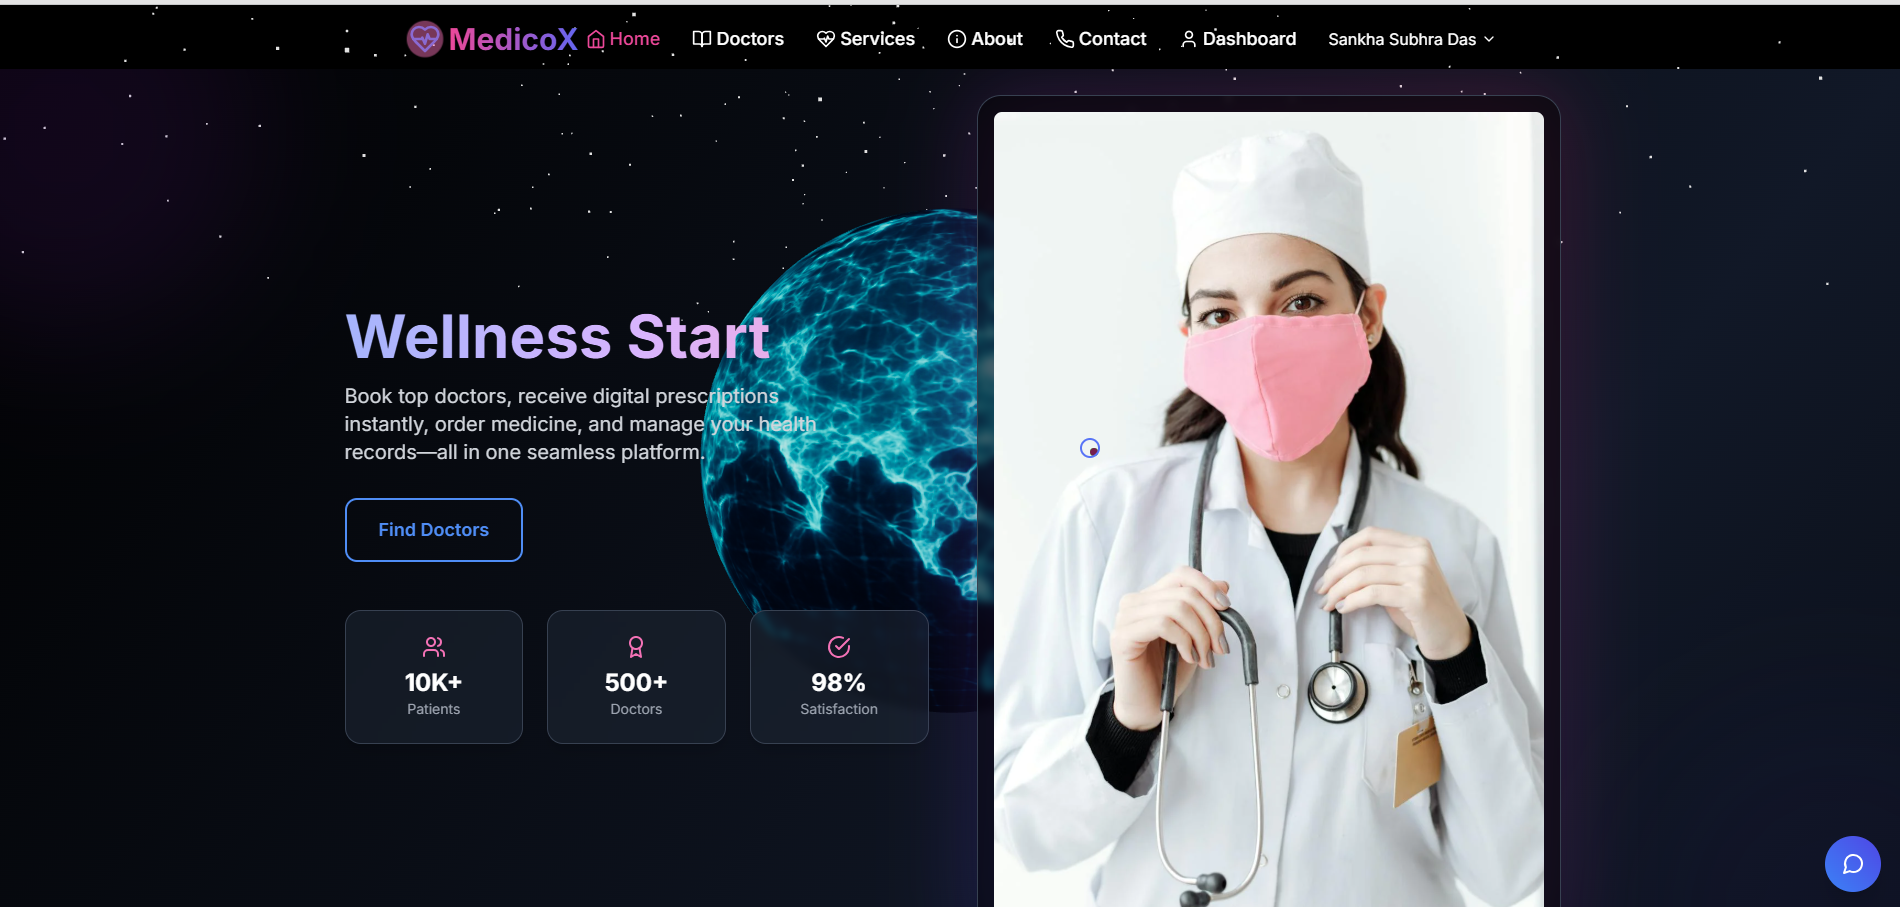 MedicoX
Home
Doctors
Services
About
Contact
Dashboard
Sankha Subhra Das
Wellness Start
Book top doctors, receive digital prescriptions
instantly, order medicine, and manage your health
records—all in one seamless platform.
Find Doctors
10K+
Patients
500+
Doctors
98%
Satisfaction